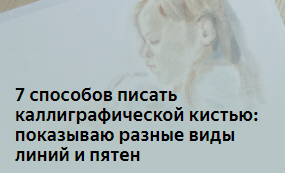 7 способов писать
каллиграфической кистью:
показываю разные виды
линий и пятен